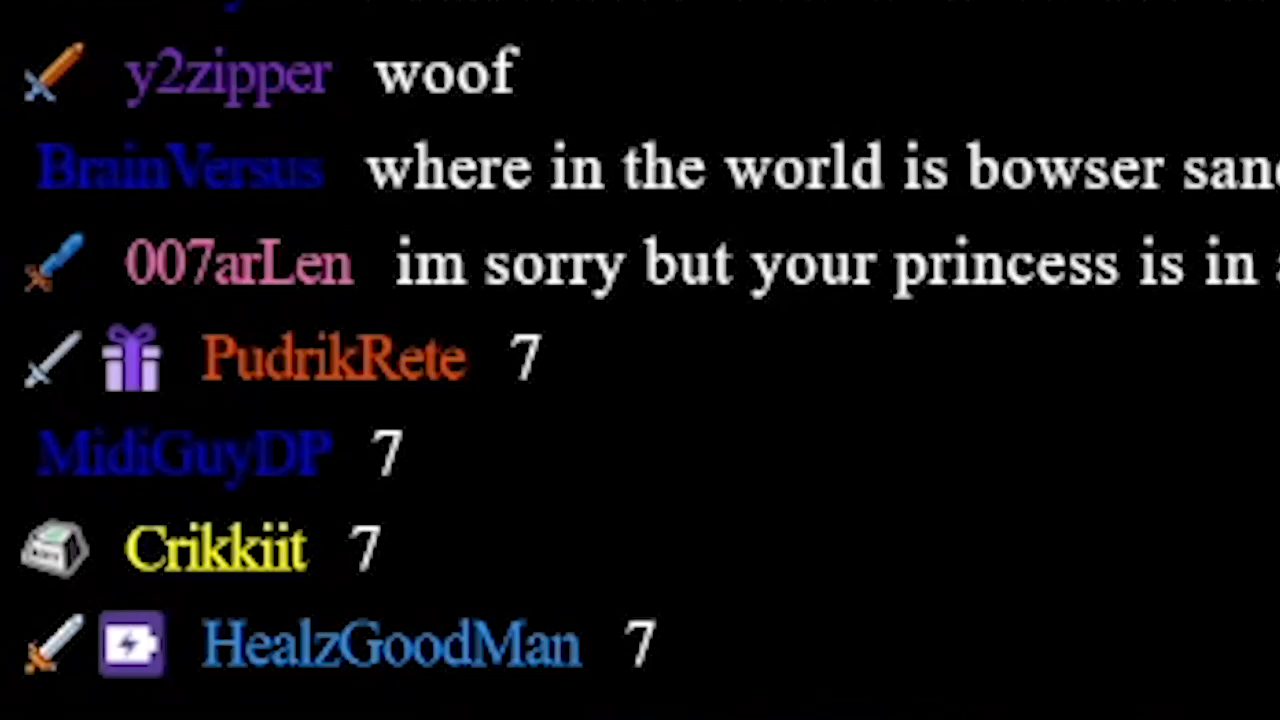 y2zipper woof
BrainVersus where in the world is bowser
007arLen im sorry but your princess is in
PudrikRete 7
MidiGuyDP 7
Crikkiit 7
HealzGoodMan 7